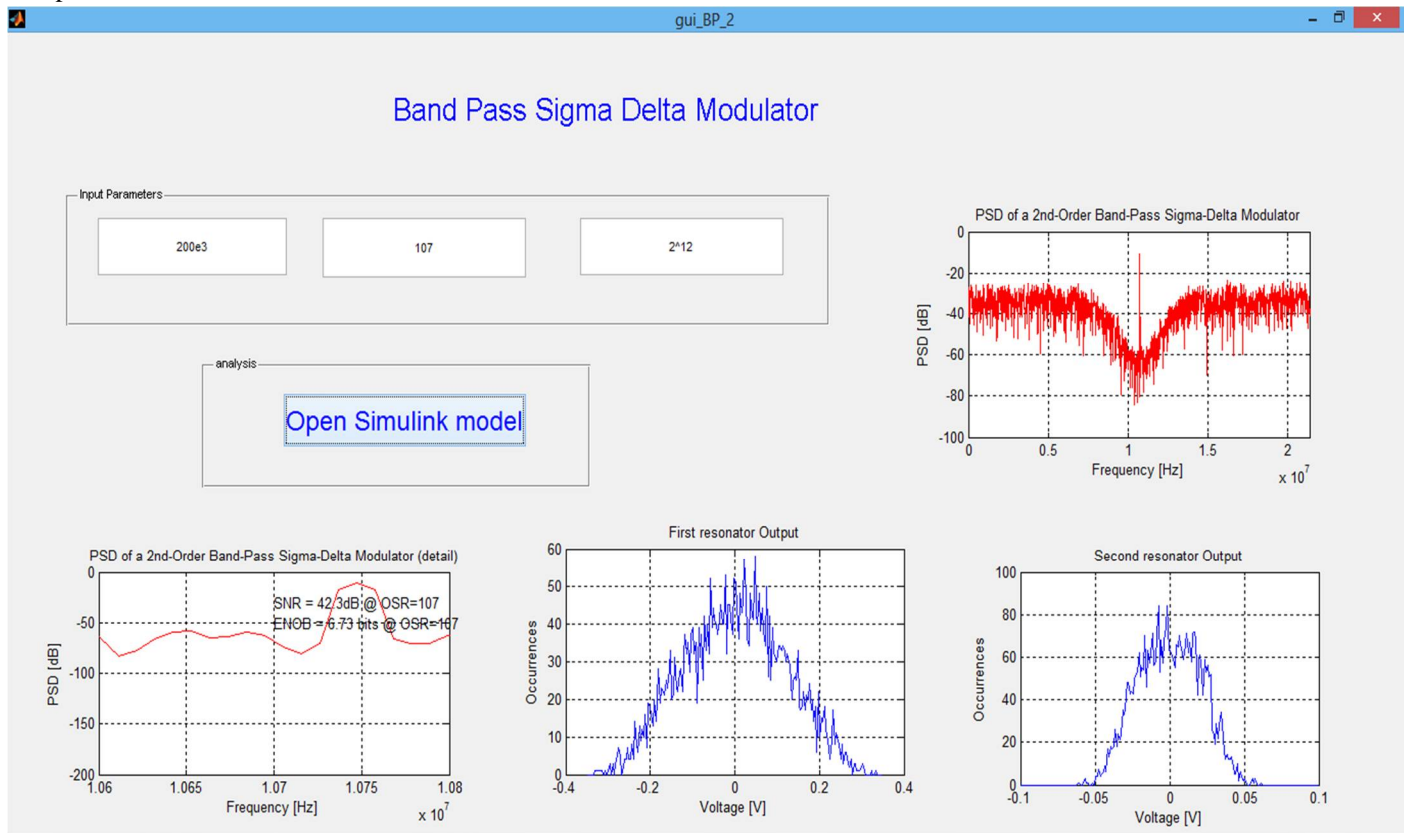 gui_BP_2
Band Pass Sigma Delta Modulator
Input Parameters
200e3
107
2^12
analysis
Open Simulink model
PSD of a 2nd-Order Band-Pass Sigma-Delta Modulator
0
-20
-40
-60
-80
-100
PSD [dB]
0 0.5 1 1.5 2
Frequency [Hz]
x 10^7
PSD of a 2nd-Order Band-Pass Sigma-Delta Modulator (detail)
0
-50
-100
-150
-200
PSD [dB]
SNR = 42.3dB @ OSR=107
ENOB = 6.73 bits @ OSR=107
1.06 1.065 1.07 1.075 1.08
Frequency [Hz]
x 10^7
First resonator Output
60
50
40
30
20
10
0
Occurrences
-0.4 -0.2 0 0.2 0.4
Voltage [V]
Second resonator Output
100
80
60
40
20
0
Occurrences
-0.1 -0.05 0 0.05 0.1
Voltage [V]